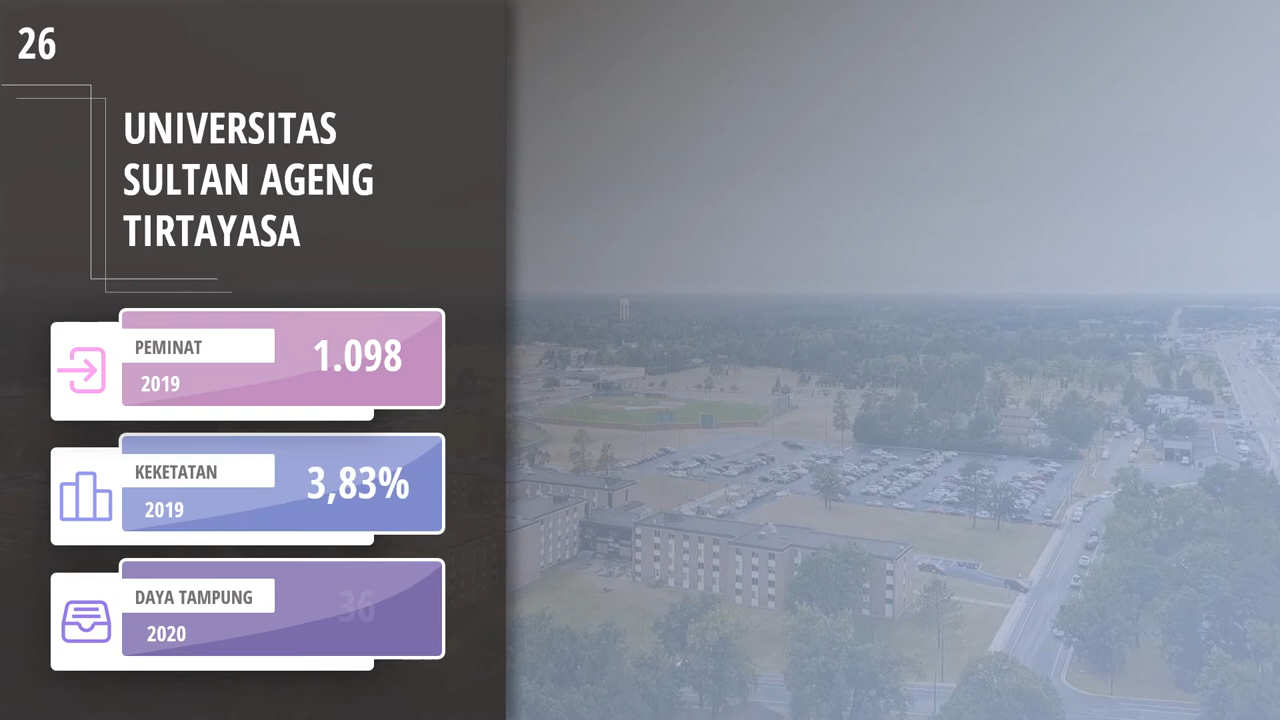 26
UNIVERSITAS
SULTAN AGENG
TIRTAYASA
PEMINAT
1.098
2019
KEKETATAN
3,83%
2019
DAYA TAMPUNG
36
2020